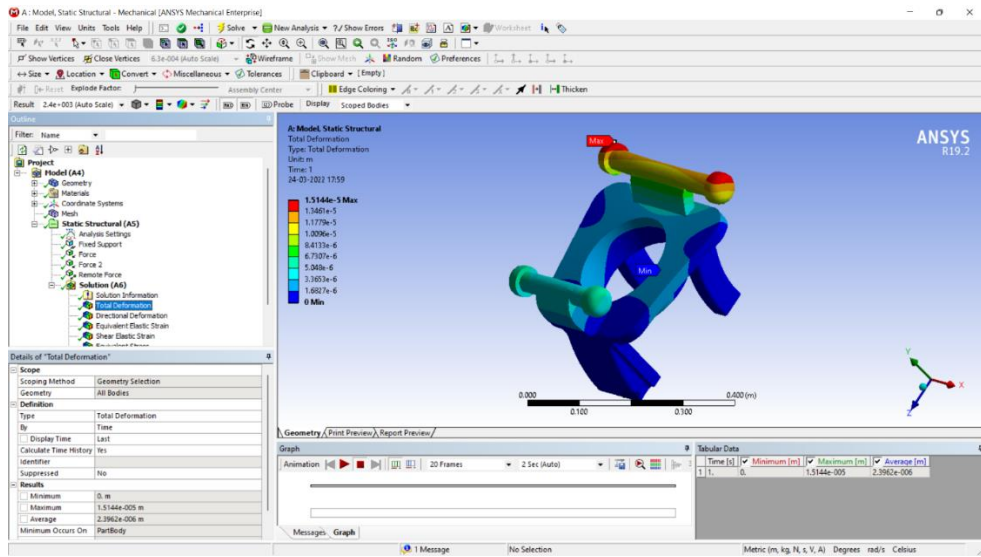 A : Model, Static Structural - Mechanical [ANSYS Mechanical Enterprise]
File Edit View Units Tools Help Solve New Analysis ?/ Show Errors Worksheet
Show Vertices Close Vertices 6.3e-004 (Auto Scale) Wireframe Show Mesh Random Preferences
Size Location Convert Miscellaneous Tolerances Clipboard [Empty]
Reset Explode Factor: Assembly Center Edge Coloring Thicken
Result 2.4e+003 (Auto Scale) Probe Display Scoped Bodies
Outline
Filter: Name
Project
Model (A4)
Geometry
Materials
Coordinate Systems
Mesh
Static Structural (A5)
Analysis Settings
Fixed Support
Force
Force 2
Remote Force
Solution (A6)
Solution Information
Total Deformation
Directional Deformation
Equivalent Elastic Strain
Shear Elastic Strain
Equivalent Stress
Details of "Total Deformation"
Scope
Scoping Method Geometry Selection
Geometry All Bodies
Definition
Type Total Deformation
By Time
Display Time Last
Calculate Time History Yes
Identifier
Suppressed No
Results
Minimum 0. m
Maximum 1.5144e-005 m
Average 2.3962e-006 m
Minimum Occurs On PartBody
A: Model, Static Structural
Total Deformation
Type: Total Deformation
Unit: m
Time: 1
24-03-2022 17:59
1.5144e-5 Max
1.3461e-5
1.1779e-5
1.0096e-5
8.4133e-6
6.7307e-6
5.048e-6
3.3653e-6
1.6827e-6
0 Min
Max
Min
ANSYS
R19.2
0.000
0.400 (m)
0.100
0.300
Y
X
Z
Geometry Print Preview Report Preview
Graph
Animation 20 Frames 2 Sec (Auto)
Messages Graph
Tabular Data
Time [s] Minimum [m] Maximum [m] Average [m]
1 1. 0. 1.5144e-005 2.3962e-006
1 Message No Selection Metric (m, kg, N, s, V, A) Degrees rad/s Celsius